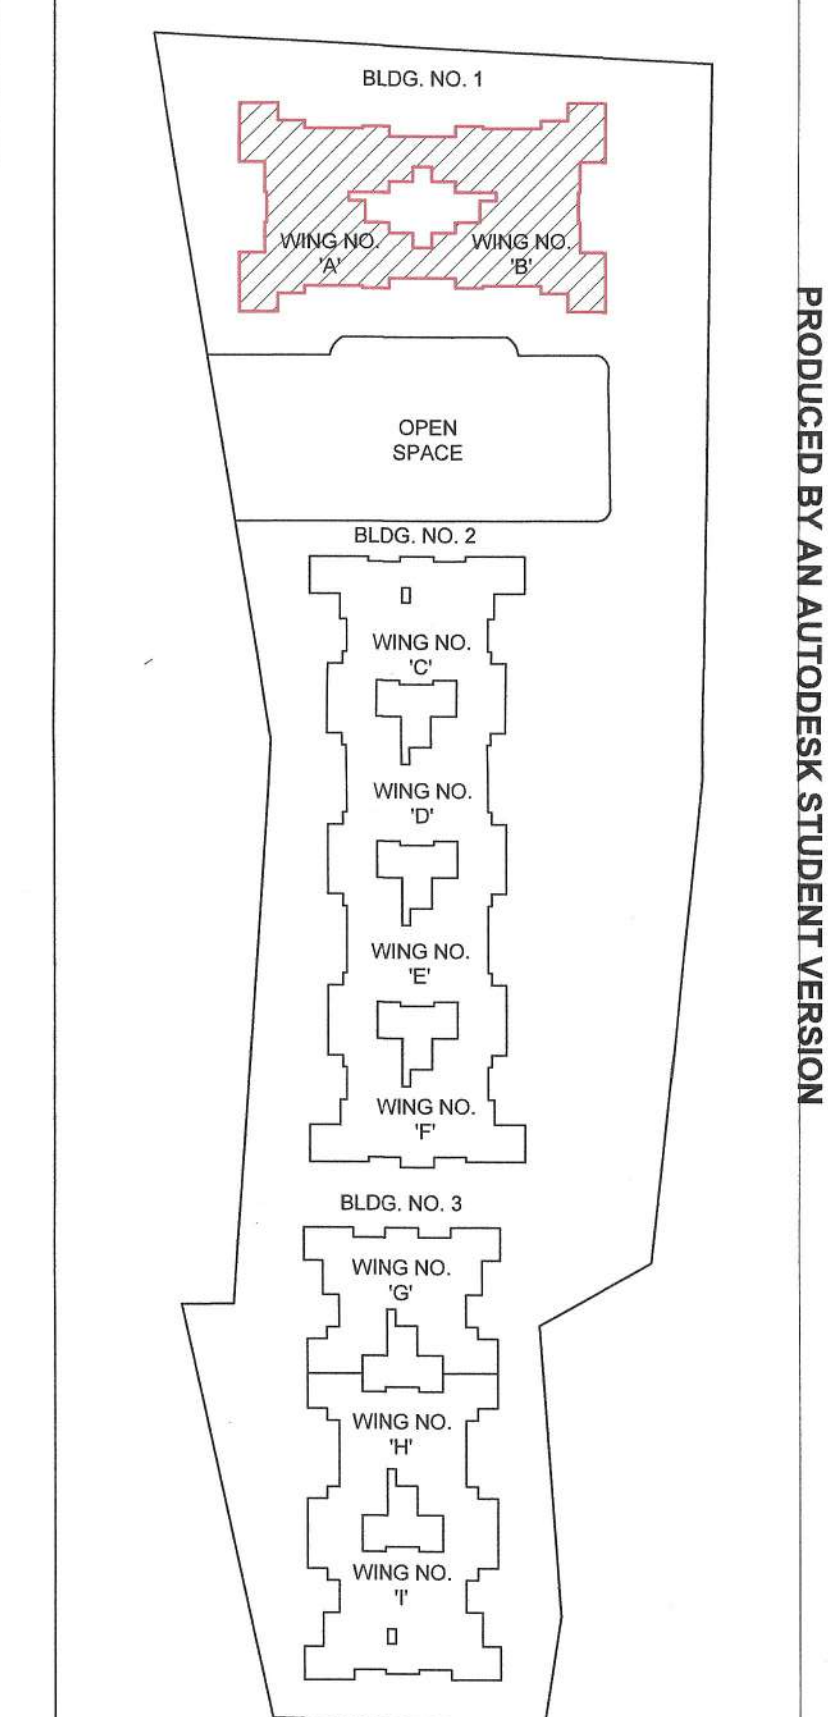 BLDG. NO. 1
WING NO.
'A'
WING NO.
'B'
OPEN
SPACE
BLDG. NO. 2
WING NO.
'C'
WING NO.
'D'
WING NO.
'E'
WING NO.
'F'
BLDG. NO. 3
WING NO.
'G'
WING NO.
'H'
WING NO.
'I'
PRODUCED BY AN AUTODESK STUDENT VERSION